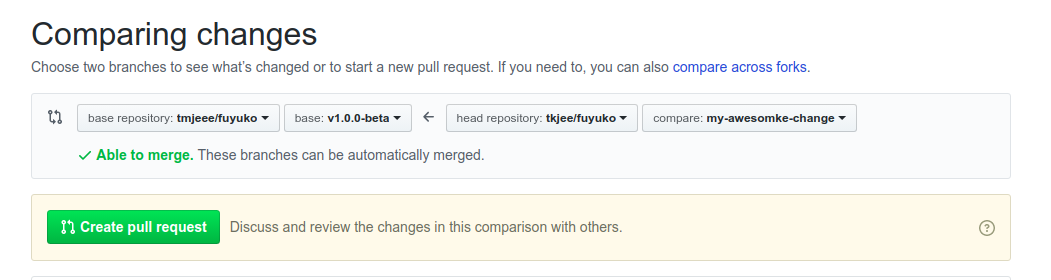 Comparing changes
Choose two branches to see what's changed or to start a new pull request. If you need to, you can also compare across forks.
base repository: tmjeee/fuyuko base: v1.0.0-beta head repository: tkjee/fuyuko compare: my-awesomke-change
Able to merge. These branches can be automatically merged.
Create pull request Discuss and review the changes in this comparison with others.